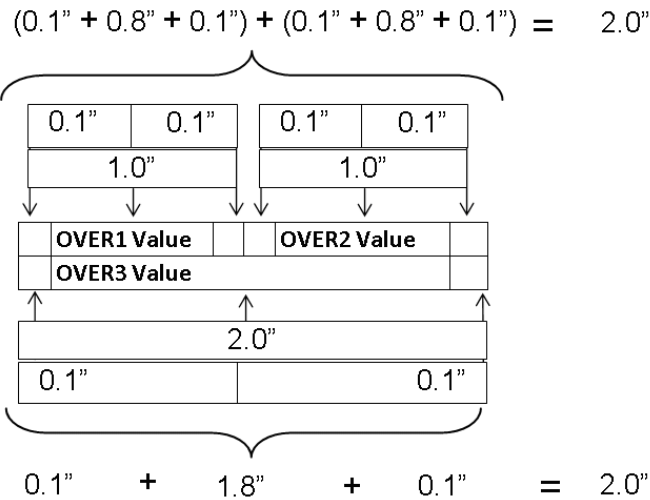 (0.1” + 0.8” + 0.1”) + (0.1” + 0.8” + 0.1”) = 2.0”
0.1” 0.1” 0.1” 0.1”
1.0” 1.0”
OVER1 Value OVER2 Value
OVER3 Value
2.0”
0.1” 0.1”
0.1” + 1.8” + 0.1” = 2.0”